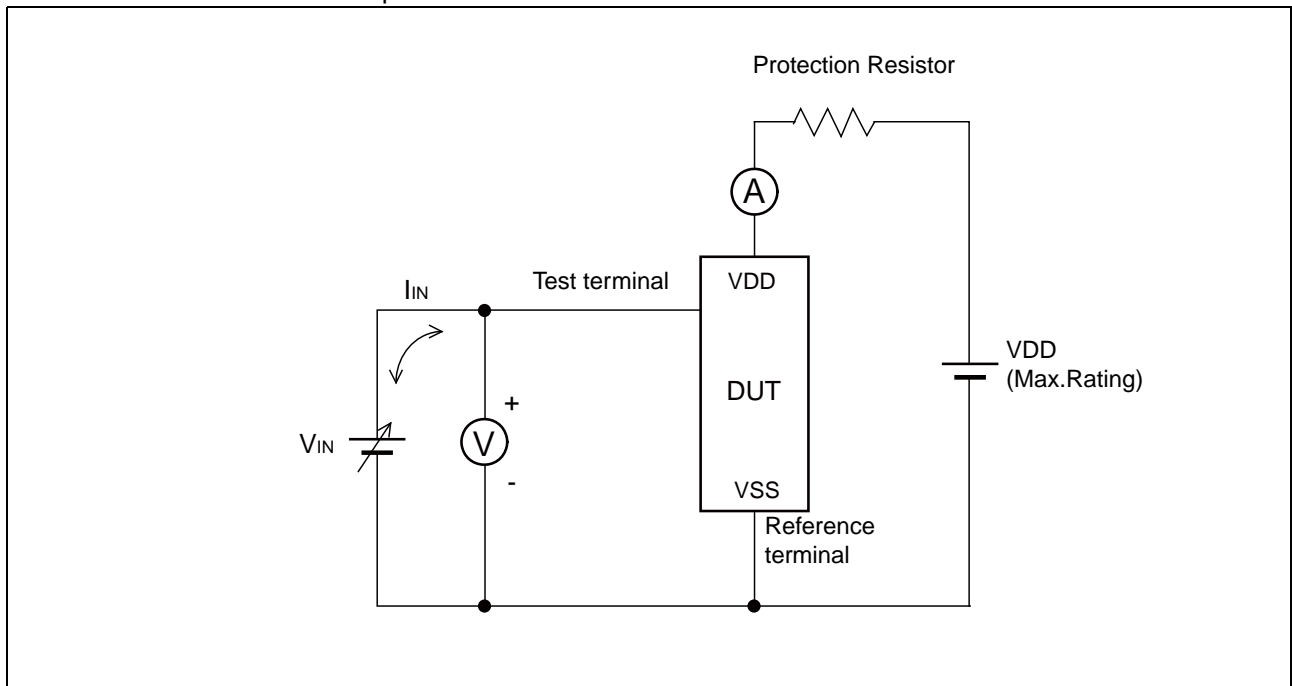 Protection Resistor
A
IIN
Test terminal
VDD
VDD
(Max.Rating)
DUT
+
VIN
V
-
VSS
Reference
terminal